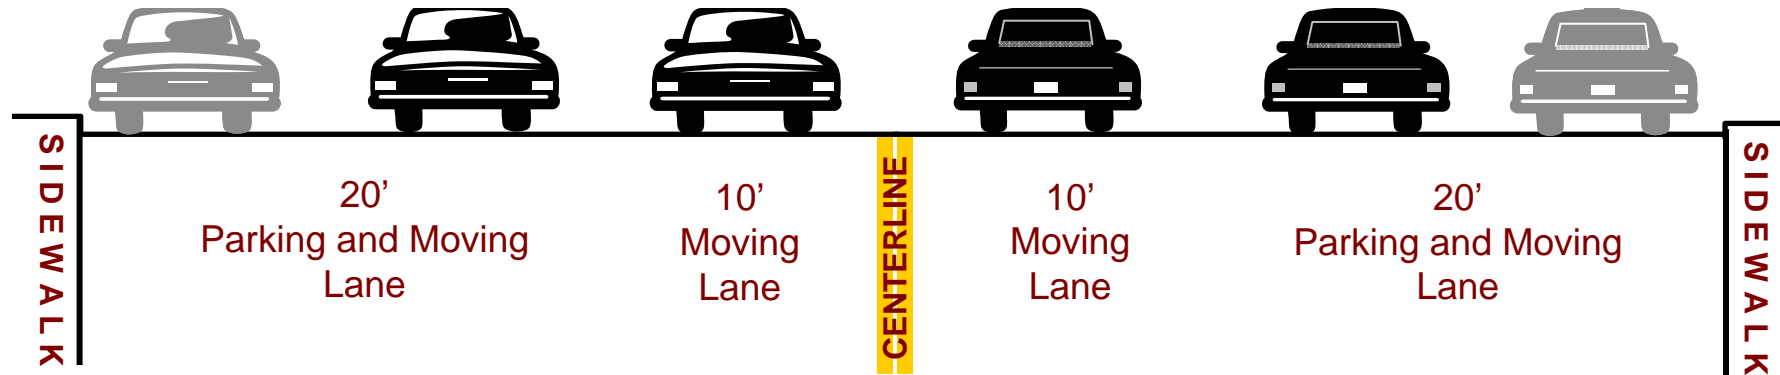 SIDEWALK
20’
Parking and Moving
Lane
10’
Moving
Lane
CENTERLINE
10’
Moving
Lane
20’
Parking and Moving
Lane
SIDEWALK